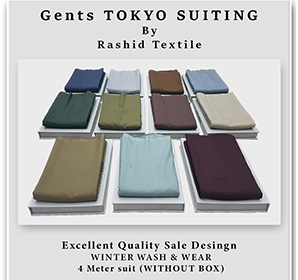 Gents TOKYO SUITING
By
Rashid Textile
Excellent Quality Sale Desingn
WINTER WASH & WEAR
4 Meter suit (WITHOUT BOX)